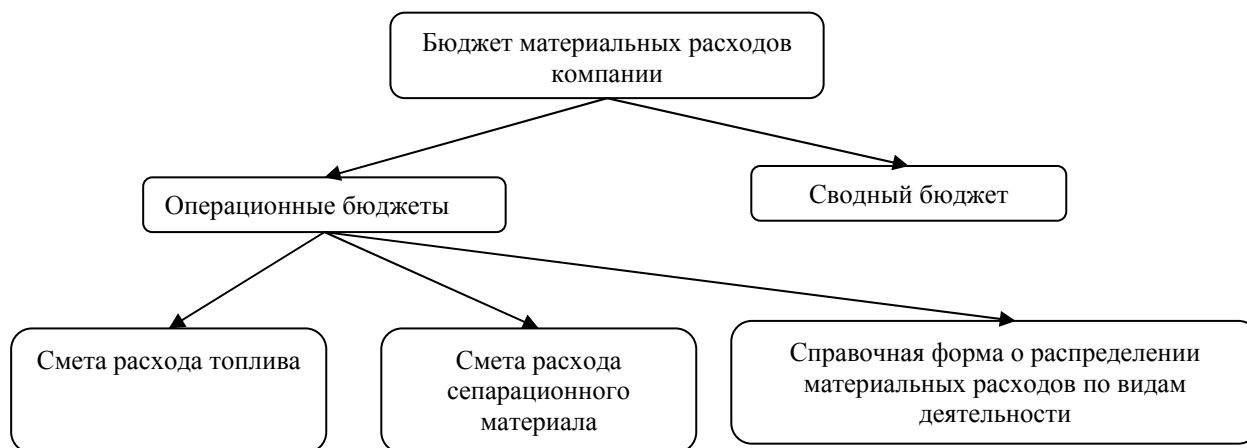 Бюджет материальных расходов
компании
Операционные бюджеты
Сводный бюджет
Смета расхода топлива
Смета расхода
сепарационного
материала
Справочная форма о распределении
материальных расходов по видам
деятельности